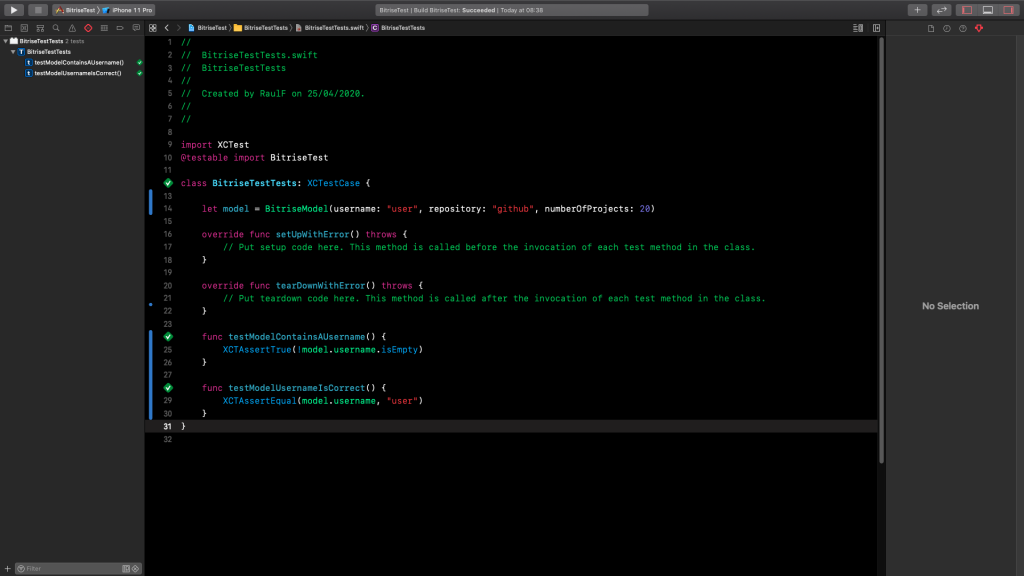 BitriseTest 〉 iPhone 11 Pro
BitriseTest | Build BitriseTest: Succeeded | Today at 08:38
BitriseTest 〉 BitriseTestTests 〉 BitriseTestTests.swift 〉 C BitriseTestTests
BitriseTestTests 2 tests
T BitriseTestTests
t testModelContainsAUsername()
t testModelUsernameIsCorrect()
1 //
2 //  BitriseTestTests.swift
3 //  BitriseTestTests
4 //
5 //  Created by RaulF on 25/04/2020.
6 //
7 //
8
9 import XCTest
10 @testable import BitriseTest
11
class BitriseTestTests: XCTestCase {
13
14     let model = BitriseModel(username: "user", repository: "github", numberOfProjects: 20)
15
16     override func setUpWithError() throws {
17         // Put setup code here. This method is called before the invocation of each test method in the class.
18     }
19
20     override func tearDownWithError() throws {
21         // Put teardown code here. This method is called after the invocation of each test method in the class.
22     }
23
    func testModelContainsAUsername() {
25         XCTAssertTrue(!model.username.isEmpty)
26     }
27
    func testModelUsernameIsCorrect() {
29         XCTAssertEqual(model.username, "user")
30     }
31 }
32
No Selection
Filter